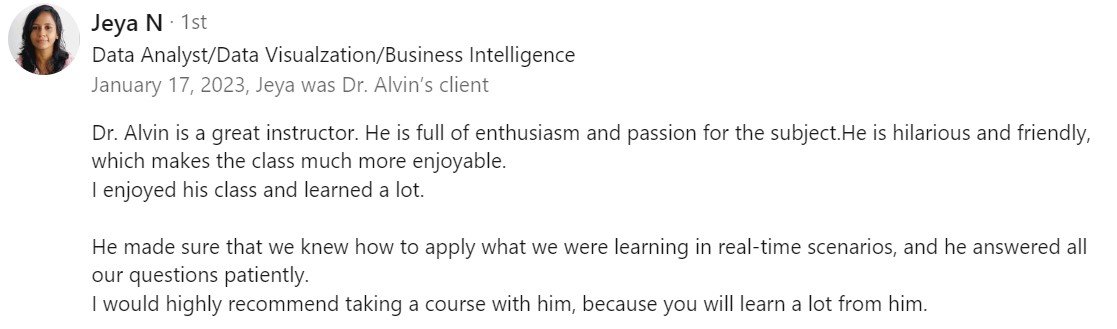 Jeya N · 1st
Data Analyst/Data Visualzation/Business Intelligence
January 17, 2023, Jeya was Dr. Alvin's client
Dr. Alvin is a great instructor. He is full of enthusiasm and passion for the subject.He is hilarious and friendly,
which makes the class much more enjoyable.
I enjoyed his class and learned a lot.
He made sure that we knew how to apply what we were learning in real-time scenarios, and he answered all
our questions patiently.
I would highly recommend taking a course with him, because you will learn a lot from him.